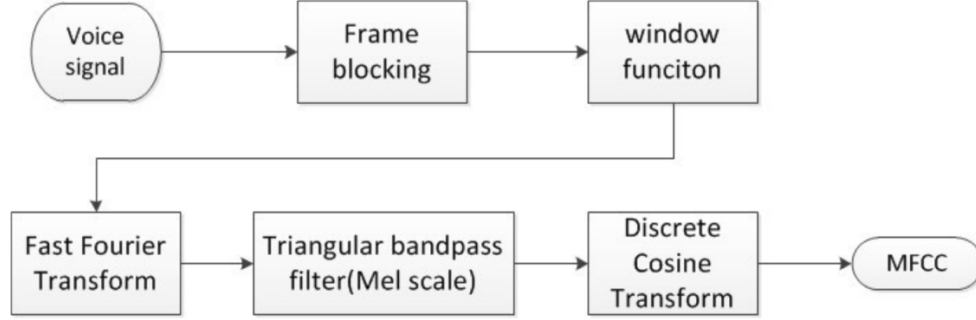 Voice
signal
Frame
blocking
window
funciton
Fast Fourier
Transform
Triangular bandpass
filter(Mel scale)
Discrete
Cosine
Transform
MFCC